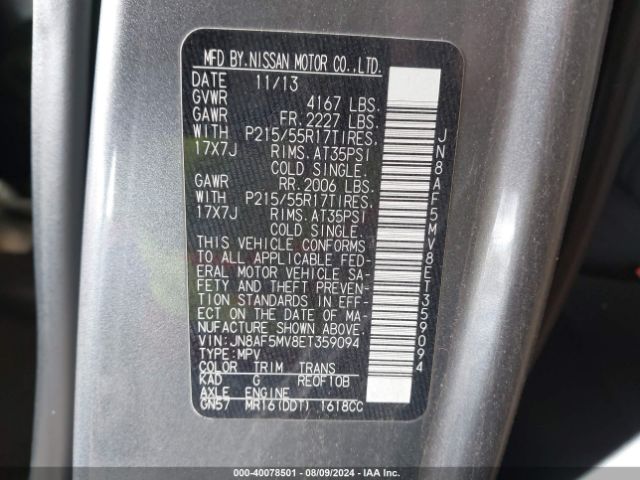 MFD BY. NISSAN MOTOR CO., LTD.
DATE 11/13
GVWR 4167 LBS.
GAWR FR. 2227 LBS.
WITH P215/55R17TIRES,
17X7J RIMS. AT35PSI
COLD SINGLE.
GAWR RR. 2006 LBS.
WITH P215/55R17TIRES,
17X7J RIMS. AT35PSI
COLD SINGLE.
THIS VEHICLE CONFORMS
TO ALL APPLICABLE FED-
ERAL MOTOR VEHICLE SA-
FETY AND THEFT PREVEN-
TION STANDARDS IN EFF-
ECT ON THE DATE OF MA-
NUFACTURE SHOWN ABOVE.
VIN: JN8AF5MV8ET359094
TYPE: MPV
COLOR TRIM TRANS
KAD G RE0F10B
AXLE ENGINE
GN57 MR16(DDT) 1618CC
JN8AF5MV8ET359094
000-40078501 - 08/09/2024 - IAA Inc.